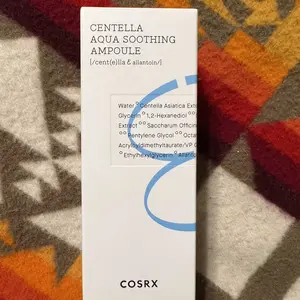 CENTELLA
AQUA SOOTHING
AMPOULE
[/cent(e)lla & allantoin/]
Water Centella Asiatica Ext
Glycerin 1,2-Hexanediol
Extract Saccharum Officin
Pentylene Glycol Octa
Acryloyldimethyltaurate/VP
Ethylhexylglycerin Allanto
COSRX